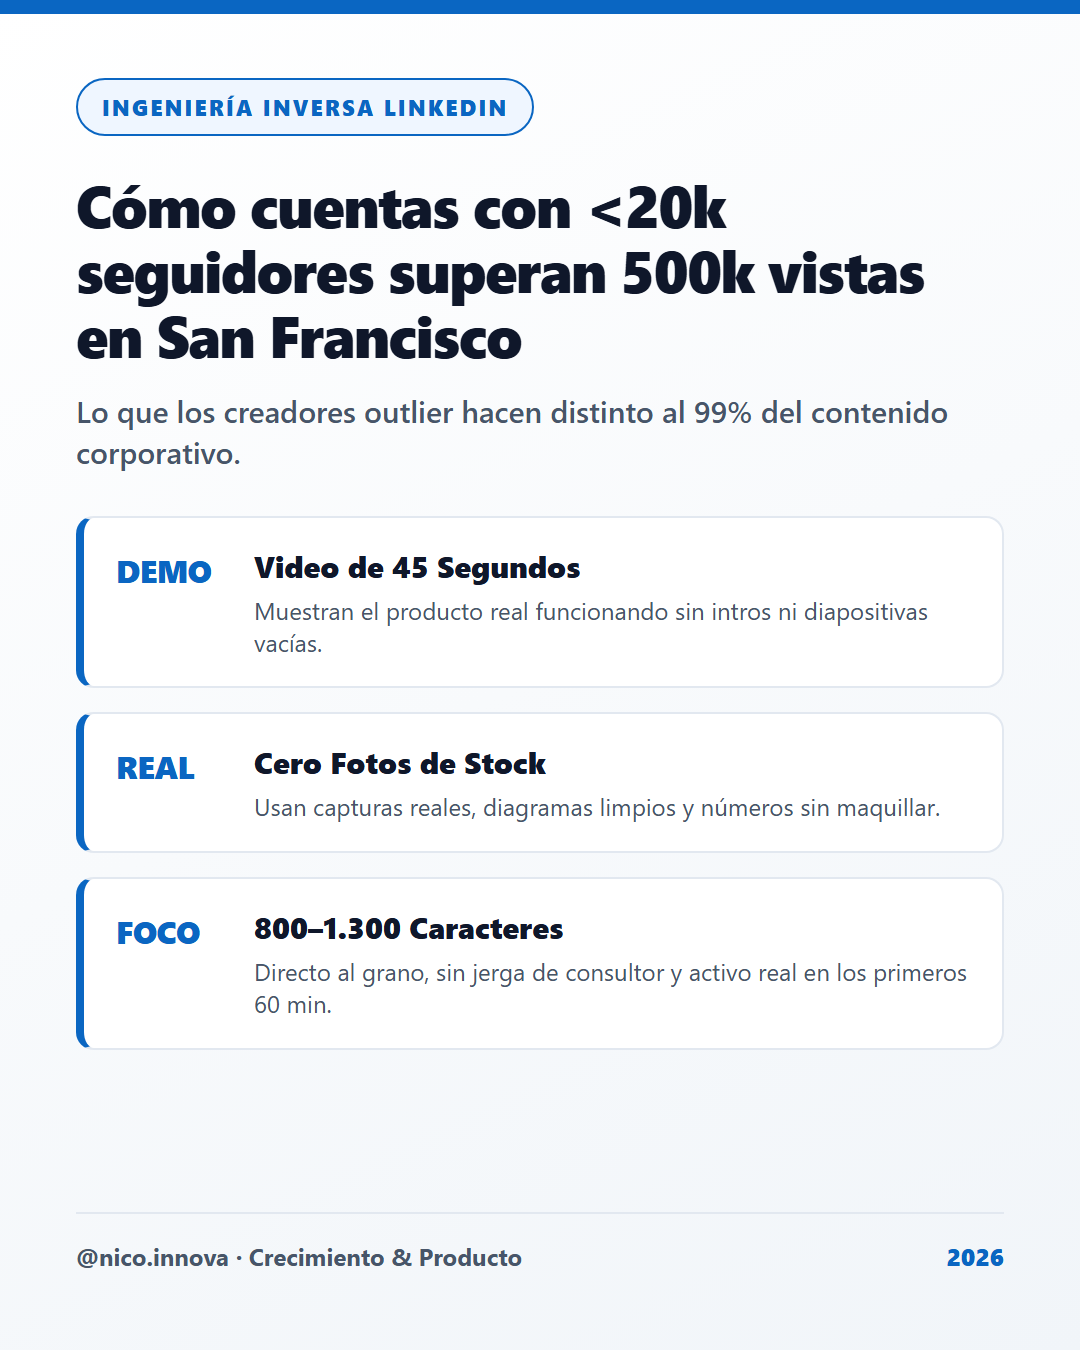 INGENIERÍA INVERSA LINKEDIN
Cómo cuentas con <20k
seguidores superan 500k vistas
en San Francisco
Lo que los creadores outlier hacen distinto al 99% del contenido
corporativo.
DEMO
Video de 45 Segundos
Muestran el producto real funcionando sin intros ni diapositivas
vacías.
REAL
Cero Fotos de Stock
Usan capturas reales, diagramas limpios y números sin maquillar.
FOCO
800–1.300 Caracteres
Directo al grano, sin jerga de consultor y activo real en los primeros
60 min.
@nico.innova · Crecimiento & Producto
2026